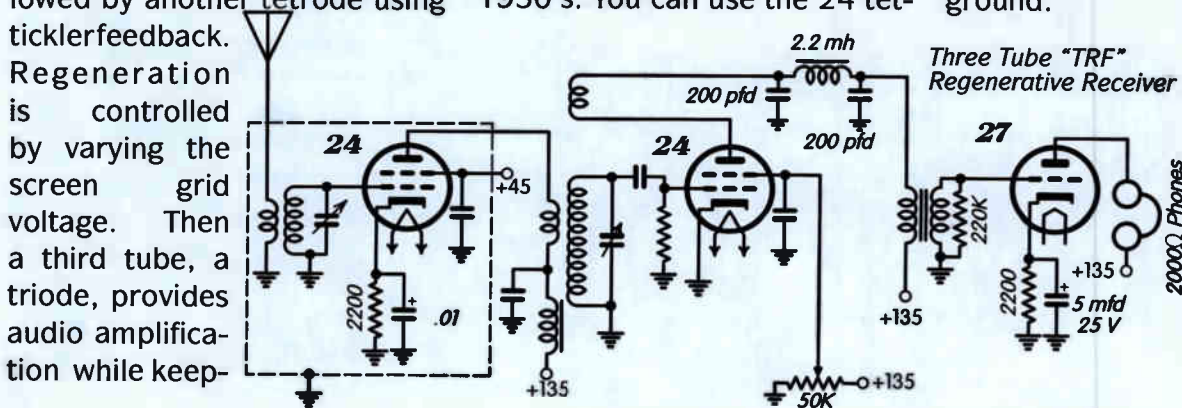 lowed by another tetrode using
1930's. You can use the 24 tet-
ground.
ticklerfeedback.
Regeneration
is controlled
by varying the
screen grid
voltage. Then
a third tube, a
triode, provides
audio amplifica-
tion while keep-
2.2 mh
Three Tube "TRF"
Regenerative Receiver
200 pfd
200 pfd
24
24
27
+45
220K
2000Ω Phones
2200
.01
2200
5 mfd
25 V
+135
+135
+135
50K
+135